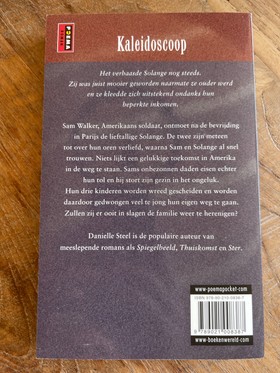 POEMA
POCKET
Kaleidoscoop
Het verbaasde Solange nog steeds.
Zij was juist mooier geworden naarmate ze ouder werd
en ze kleedde zich uitstekend ondanks hun
beperkte inkomen.
Sam Walker, Amerikaans soldaat, ontmoet na de bevrijding
in Parijs de lieftallige Solange. De twee zijn meteen
tot over hun oren verliefd, waarna Sam en Solange al snel
trouwen. Niets lijkt een gelukkige toekomst in Amerika
in de weg te staan. Sams onbezonnen daden eisen echter
hun tol en hij stort zijn gezin in het ongeluk.
Hun drie kinderen worden wreed gescheiden en worden
daardoor gedwongen veel te jong hun eigen weg te gaan.
Zullen zij er ooit in slagen de familie weer te herenigen?
Danielle Steel is de populaire auteur van
meeslepende romans als Spiegelbeeld, Thuiskomst en Ster.
www.poemapocket.com
9 789021 008387
www.boekenwereld.com